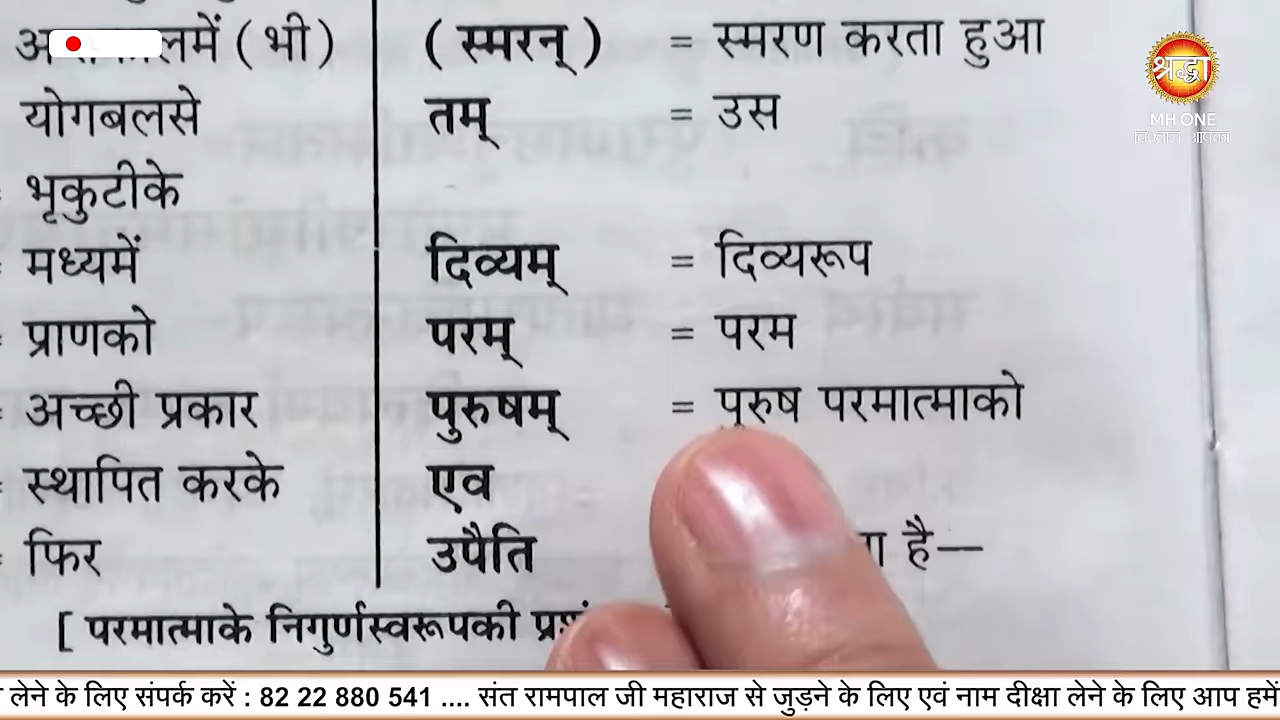 लमें ( भी ) ( स्मरन् ) = स्मरण करता हुआ
योगबलसे तम् = उस
भृकुटीके
मध्यमें दिव्यम् = दिव्यरूप
प्राणको परम् = परम
अच्छी प्रकार पुरुषम् = पुरुष परमात्माको
स्थापित करके एव
फिर उपैति है—
[ परमात्माके निगुर्णस्वरूपकी
श्रद्धा
MH ONE
विश्वास आपका
लेने के लिए संपर्क करें : 82 22 880 541 .... संत रामपाल जी महाराज से जुड़ने के लिए एवं नाम दीक्षा लेने के लिए आप हमें